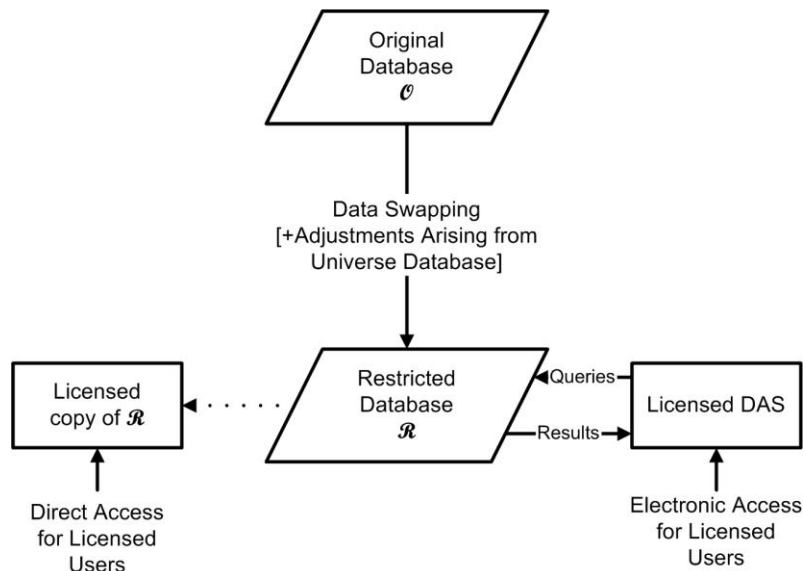 Original
Database
𝒪
Data Swapping
[+Adjustments Arising from
Universe Database]
Licensed
copy of ℛ
Restricted
Database
ℛ
Queries
Results
Licensed DAS
Direct Access
for Licensed
Users
Electronic Access
for Licensed
Users